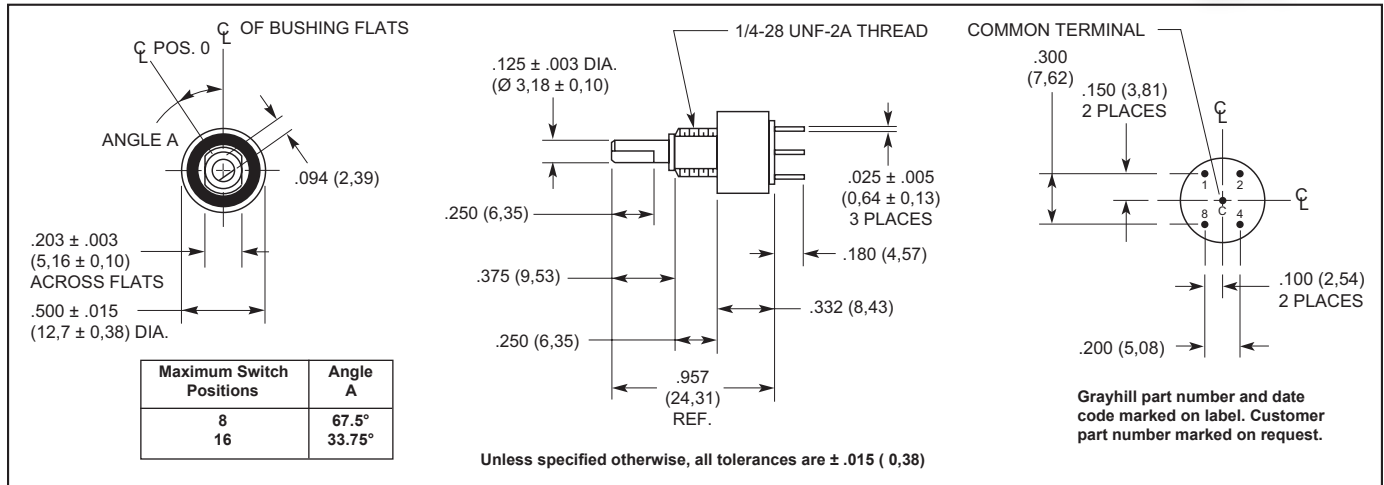 ℄ OF BUSHING FLATS
℄ POS. 0
ANGLE A
.094 (2,39)
.203 ± .003
(5,16 ± 0,10)
ACROSS FLATS
.500 ± .015
(12,7 ± 0,38) DIA.
Maximum Switch Positions
Angle A
8 67.5°
16 33.75°
1/4-28 UNF-2A THREAD
.125 ± .003 DIA.
(Ø 3,18 ± 0,10)
.025 ± .005
(0,64 ± 0,13)
3 PLACES
.250 (6,35)
.180 (4,57)
.375 (9,53)
.332 (8,43)
.250 (6,35)
.957
(24,31)
REF.
Unless specified otherwise, all tolerances are ± .015 ( 0,38)
COMMON TERMINAL
.300
(7,62)
.150 (3,81)
2 PLACES
℄
1 2
C
℄
8 4
.100 (2,54)
2 PLACES
.200 (5,08)
Grayhill part number and date
code marked on label. Customer
part number marked on request.